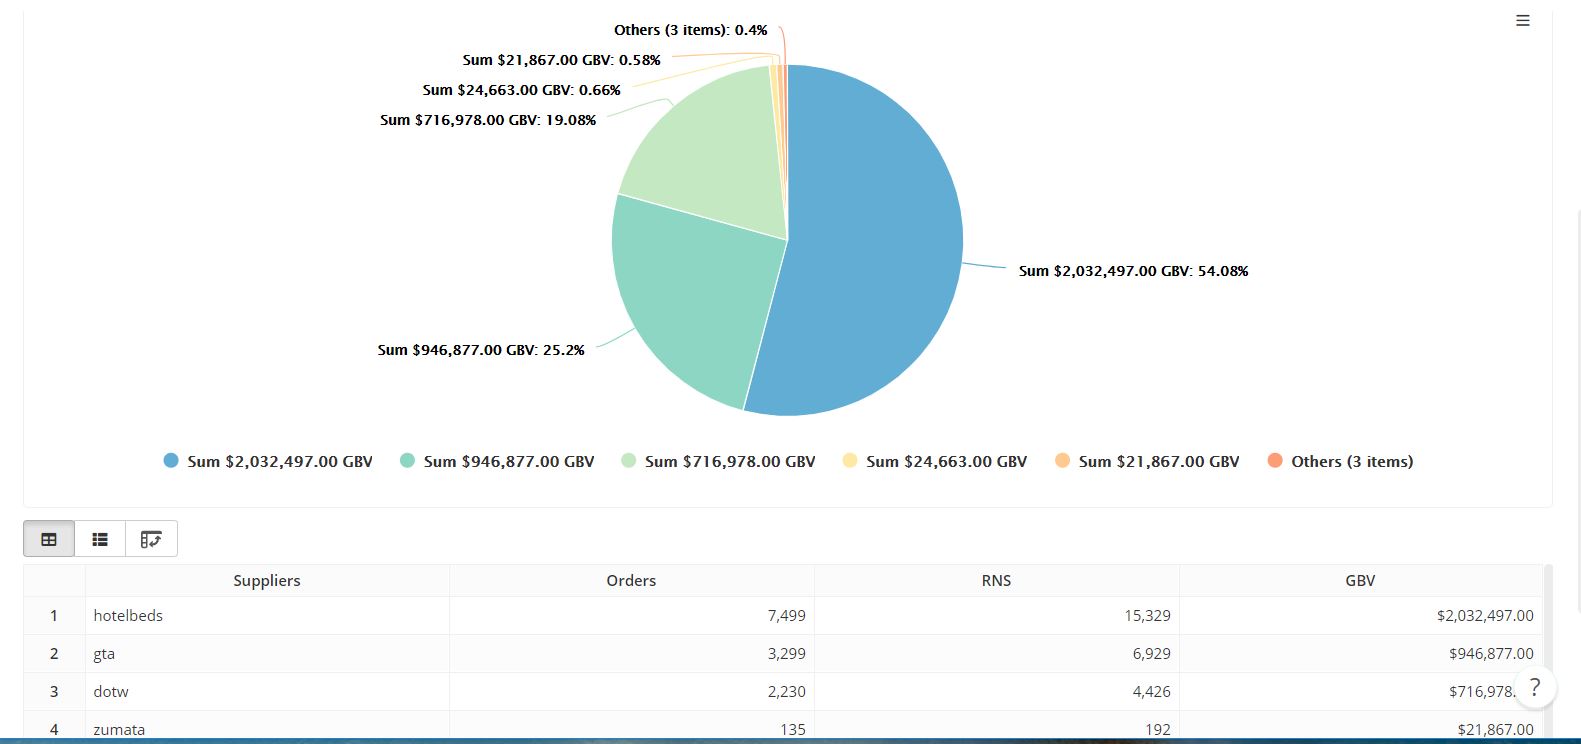 Others (3 items): 0.4%
Sum $21,867.00 GBV: 0.58%
Sum $24,663.00 GBV: 0.66%
Sum $716,978.00 GBV: 19.08%
Sum $2,032,497.00 GBV: 54.08%
Sum $946,877.00 GBV: 25.2%
Sum $2,032,497.00 GBV Sum $946,877.00 GBV Sum $716,978.00 GBV Sum $24,663.00 GBV Sum $21,867.00 GBV Others (3 items)
Suppliers Orders RNS GBV
1 hotelbeds 7,499 15,329 $2,032,497.00
2 gta 3,299 6,929 $946,877.00
3 dotw 2,230 4,426 $716,978. ?
4 zumata 135 192 $21,867.00